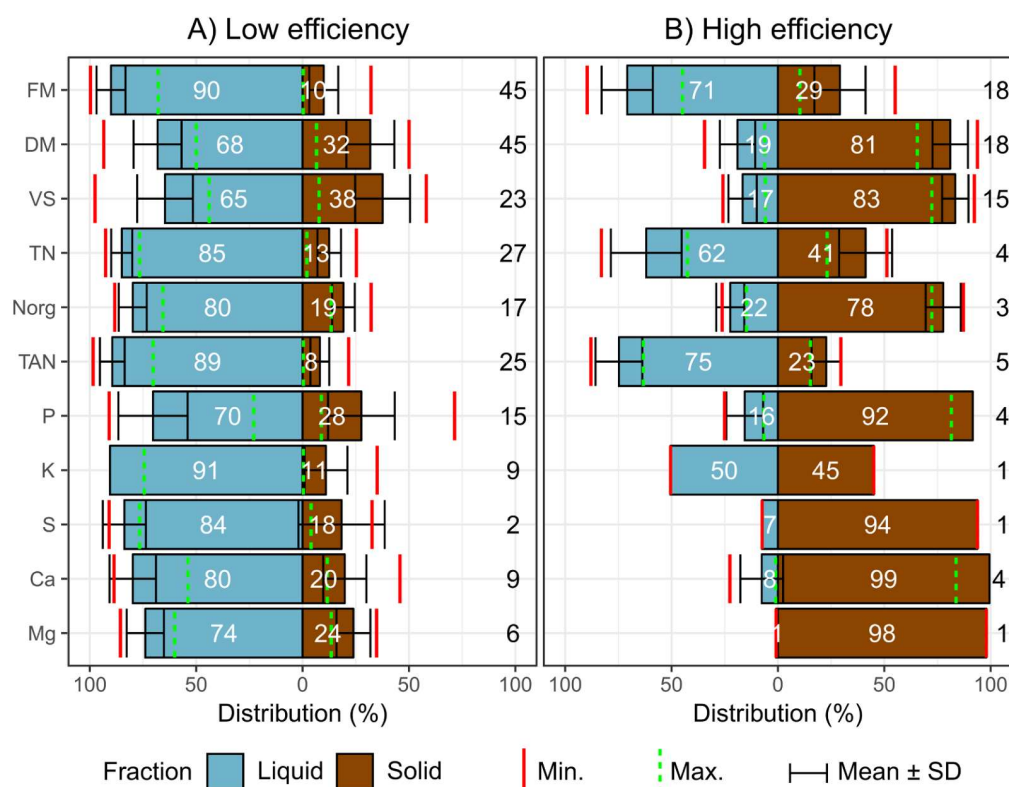 A) Low efficiency B) High efficiency
FM 90 10 45 71 29 18
DM 68 32 45 19 81 18
VS 65 38 23 17 83 15
TN 85 13 27 62 41 4
Norg 80 19 17 22 78 3
TAN 89 8 25 75 23 5
P 70 28 15 16 92 4
K 91 11 9 50 45 1
S 84 18 2 7 94 1
Ca 80 20 9 8 99 4
Mg 74 24 6 1 98 1
100 50 0 50 100 100 50 0 50 100
Distribution (%) Distribution (%)
Fraction Liquid Solid Min. Max. Mean ± SD